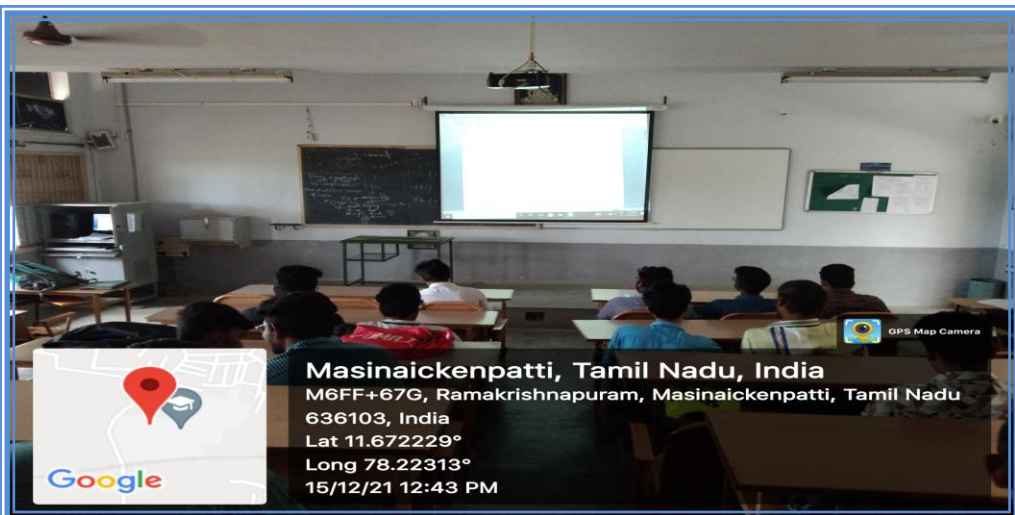 GPS Map Camera
Masinaickenpatti, Tamil Nadu, India
M6FF+67G, Ramakrishnapuram, Masinaickenpatti, Tamil Nadu
636103, India
Lat 11.672229°
Long 78.22313°
15/12/21 12:43 PM
Google